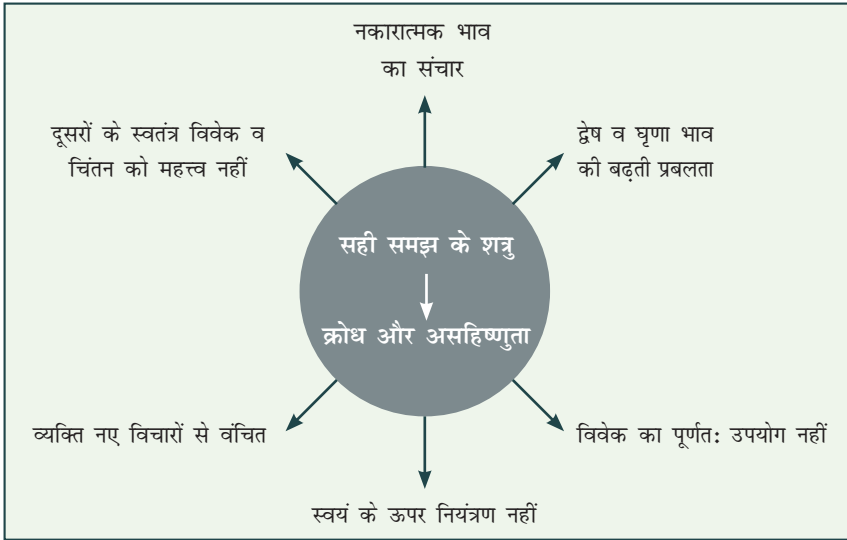 नकारात्मक भाव
का संचार
दूसरों के स्वतंत्र विवेक व
चिंतन को महत्त्व नहीं
द्वेष व घृणा भाव
की बढ़ती प्रबलता
सही समझ के शत्रु
क्रोध और असहिष्णुता
व्यक्ति नए विचारों से वंचित
विवेक का पूर्णत: उपयोग नहीं
स्वयं के ऊपर नियंत्रण नहीं